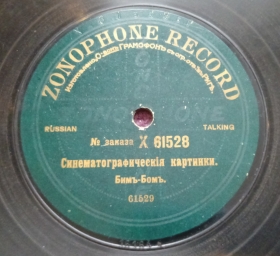 ZONOPHONE RECORD
RUSSIAN TALKING
№ заказа X 61528
Синематографическія картинки.
Бимъ-Бомъ.
61529